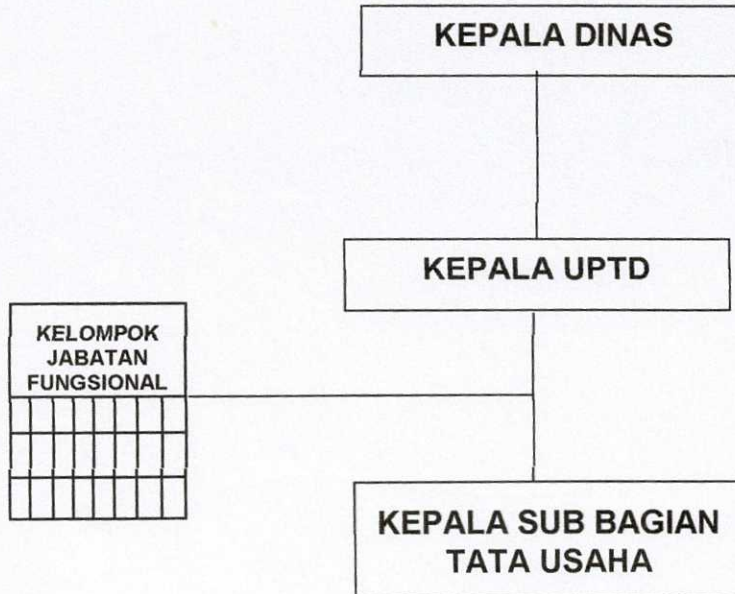 KEPALA DINAS
KEPALA UPTD
KELOMPOK
JABATAN
FUNGSIONAL
KEPALA SUB BAGIAN
TATA USAHA